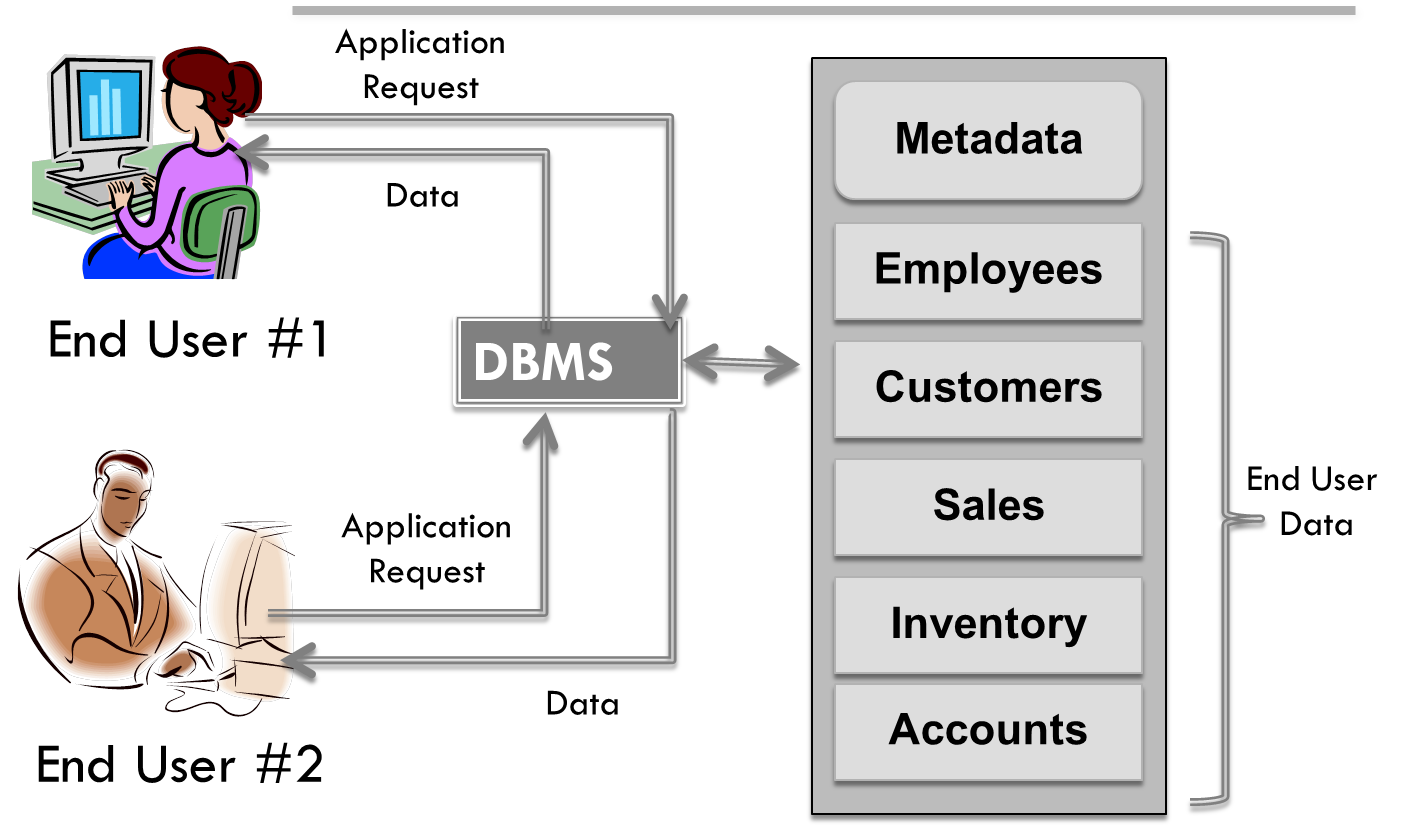 Application
Request
Data
End User #1
DBMS
Application
Request
Data
End User #2
Metadata
Employees
Customers
Sales
Inventory
Accounts
End User
Data